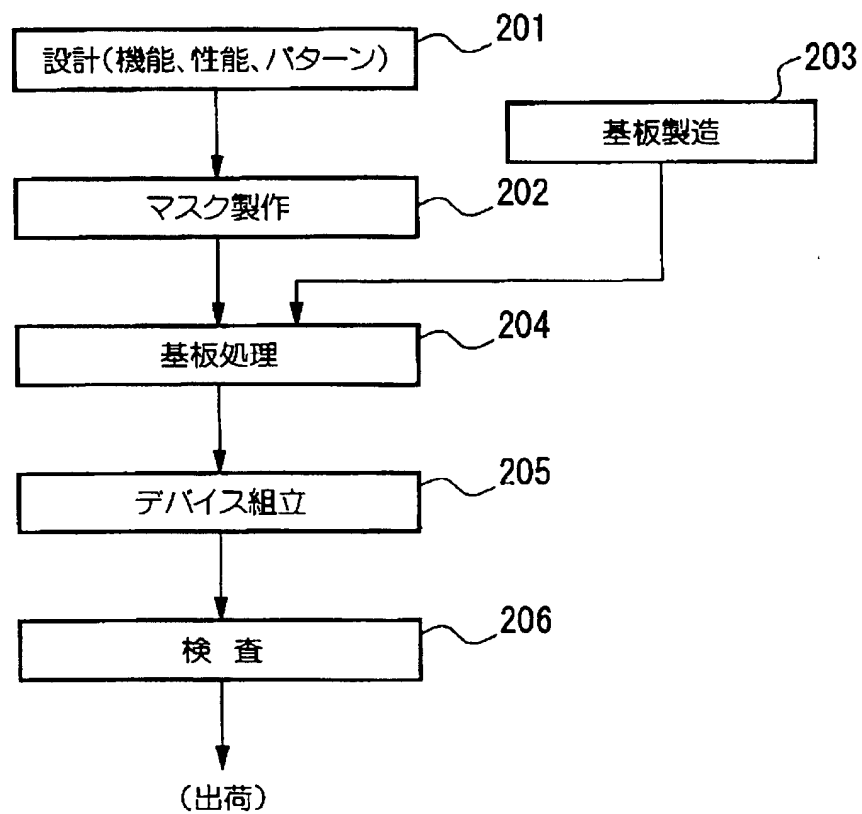 201
設計(機能、性能、パターン)
203
基板製造
202
マスク製作
204
基板処理
205
デバイス組立
206
検 査
(出荷)